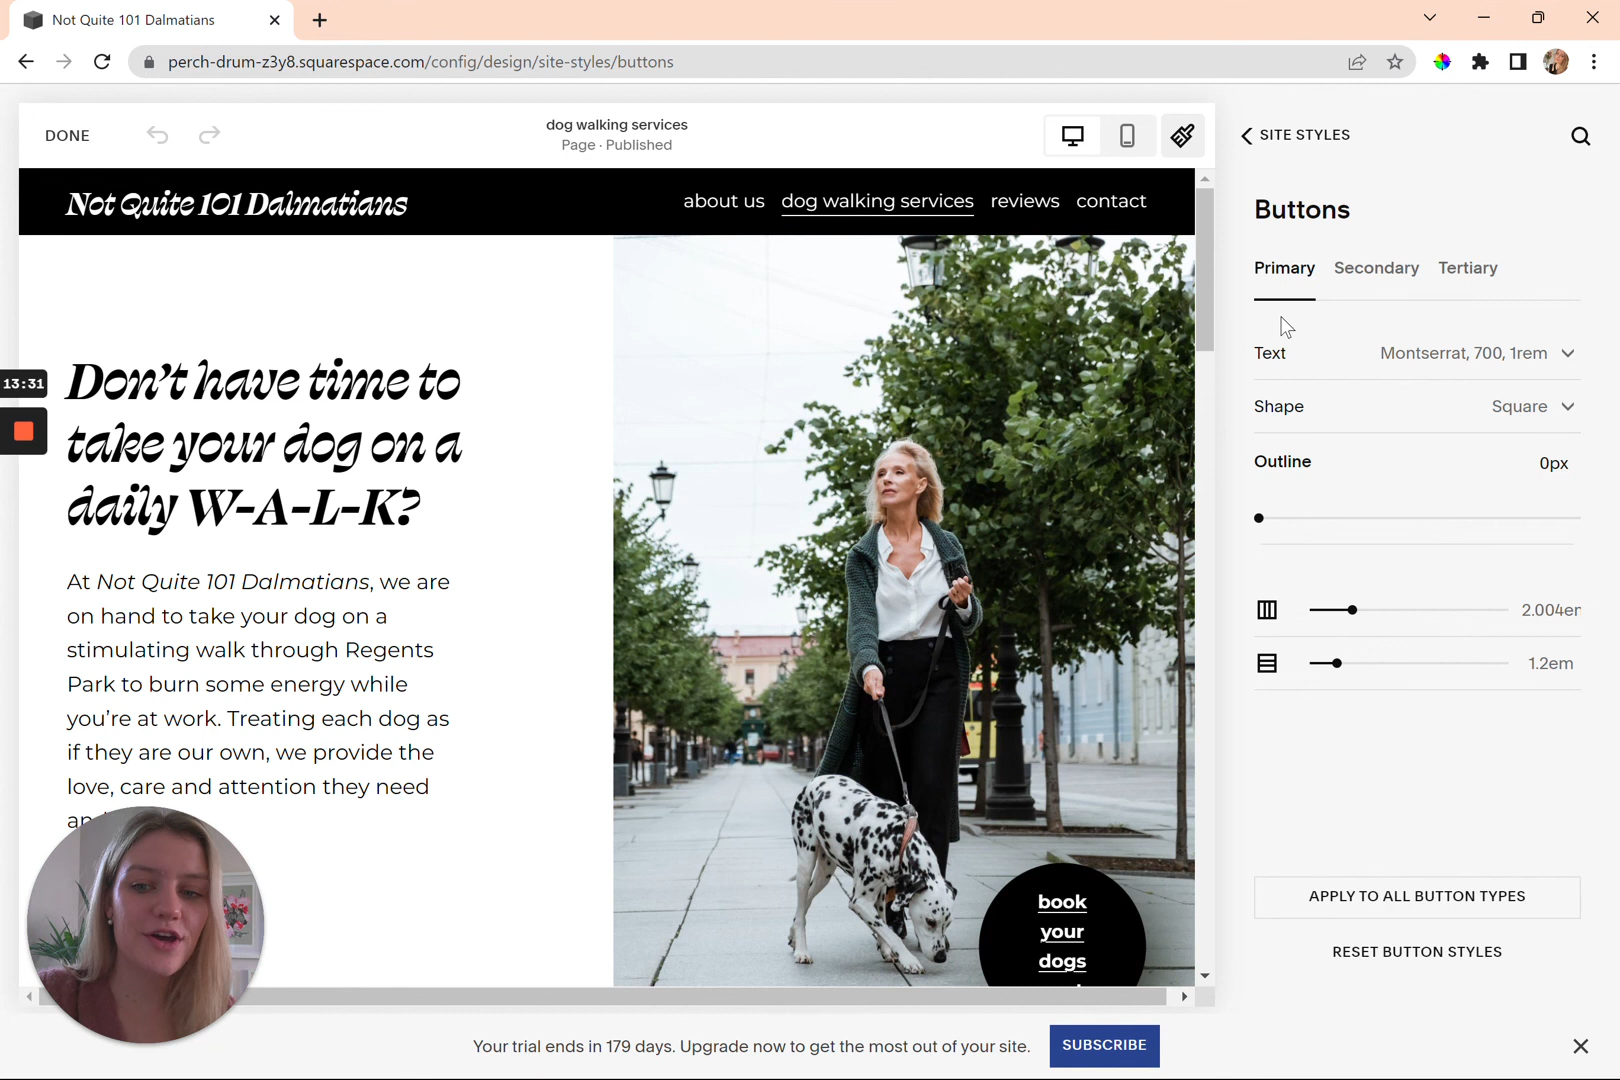 Not Quite 101 Dalmatians
perch-drum-z3y8.squarespace.com/config/design/site-styles/buttons
DONE
dog walking services
Page · Published
Not Quite 101 Dalmatians
about us dog walking services reviews contact
Don't have time to
take your dog on a
daily W-A-L-K?
At Not Quite 101 Dalmatians, we are
on hand to take your dog on a
stimulating walk through Regents
Park to burn some energy while
you're at work. Treating each dog as
if they are our own, we provide the
love, care and attention they need
book
your
dogs
13:31
SITE STYLES
Buttons
Primary Secondary Tertiary
Text Montserrat, 700, 1rem
Shape Square
Outline 0px
2.004em
1.2em
APPLY TO ALL BUTTON TYPES
RESET BUTTON STYLES
Your trial ends in 179 days. Upgrade now to get the most out of your site. SUBSCRIBE